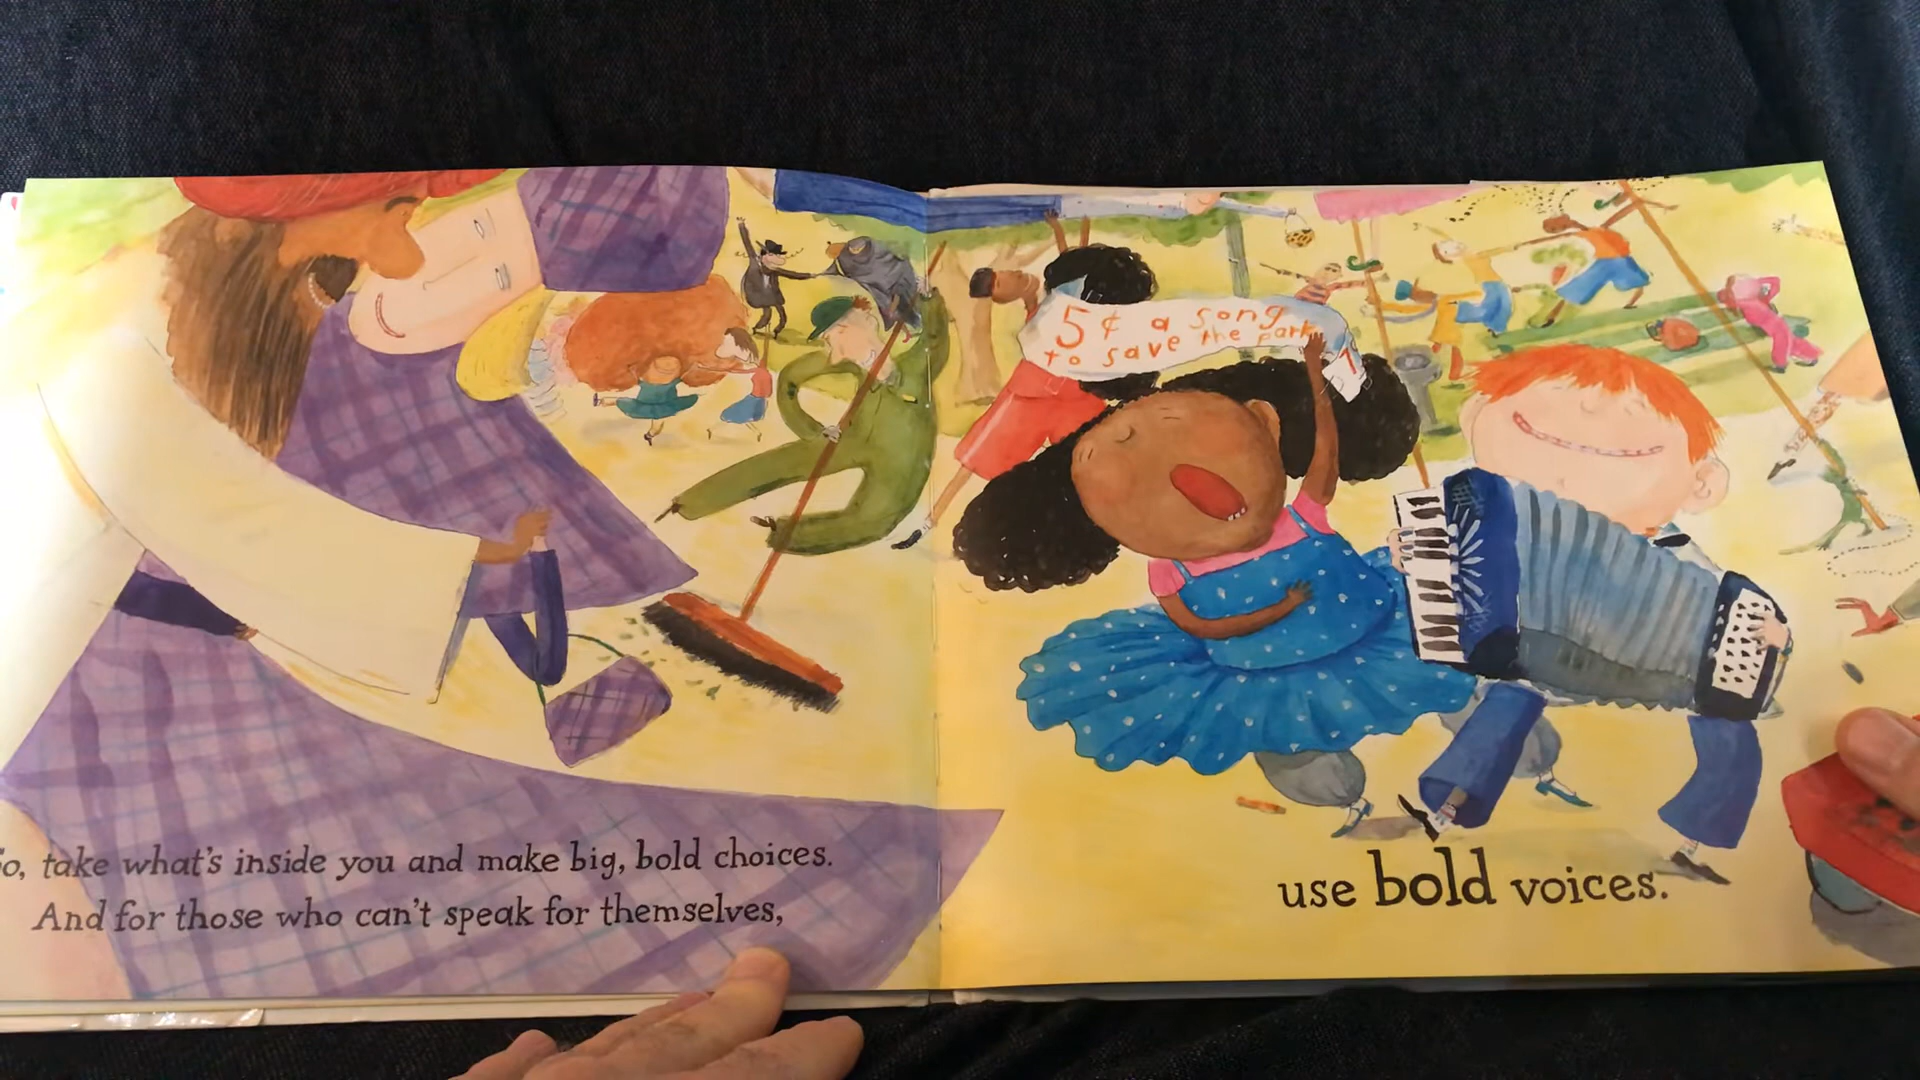 5¢ a song
to save the park
So, take what's inside you and make big, bold choices.
And for those who can't speak for themselves,
use bold voices.